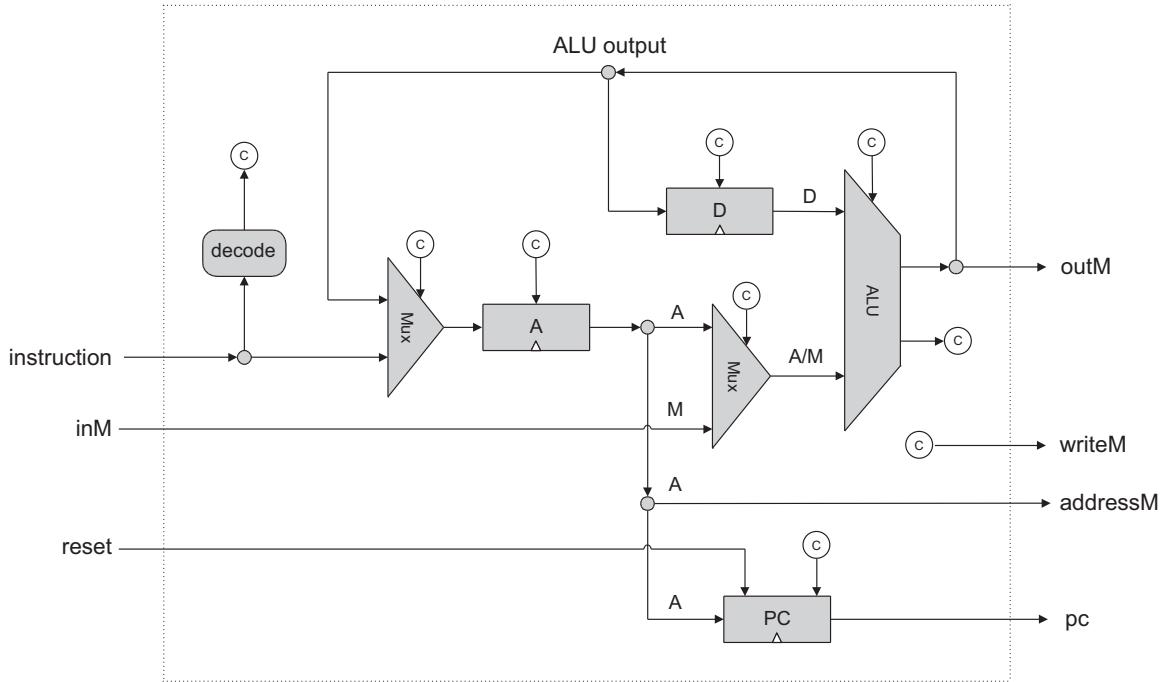 ALU output
C
C
C
D
D
decode
C
C
outM
ALU
C
Mux
A
A
instruction
Mux
A/M
C
M
inM
C
writeM
A
addressM
reset
C
A
PC
pc